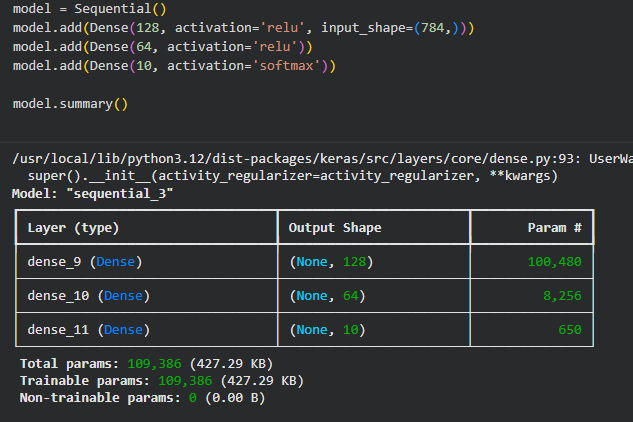 model = Sequential()
model.add(Dense(128, activation='relu', input_shape=(784,)))
model.add(Dense(64, activation='relu'))
model.add(Dense(10, activation='softmax'))
model.summary()
/usr/local/lib/python3.12/dist-packages/keras/src/layers/core/dense.py:93: UserWa
super().__init__(activity_regularizer=activity_regularizer, **kwargs)
Model: "sequential_3"
Layer (type) Output Shape Param #
dense_9 (Dense) (None, 128) 100,480
dense_10 (Dense) (None, 64) 8,256
dense_11 (Dense) (None, 10) 650
Total params: 109,386 (427.29 KB)
Trainable params: 109,386 (427.29 KB)
Non-trainable params: 0 (0.00 B)